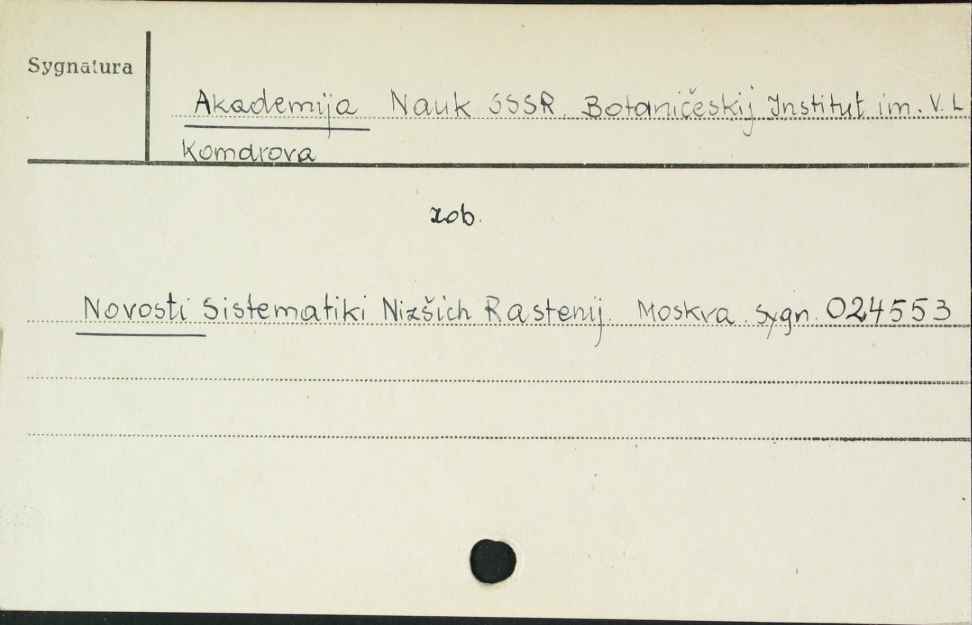 Sygnatura
Akademija Nauk SSSR. Botaničeskij Institut im. V. L.
Komarova
zob.
Novosti Sistematiki Nizšich Rastenij. Moskva. Sygn. 024553